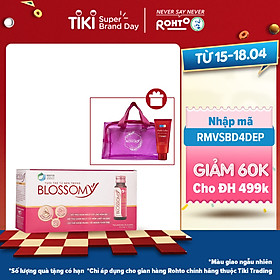 TIKI Super Brand Day
NEVER SAY NEVER
ROHTO
TỪ 15-18.04
Nhập mã
RMVSBD4DEP
GIẢM 60K
Cho ĐH 499k
BLOSSOMY
BLOSSOMY
*Màu giao ngẫu nhiên
*Số lượng quà tặng có hạn *Chỉ áp dụng cho gian hàng Rohto chính hãng thuộc Tiki Trading